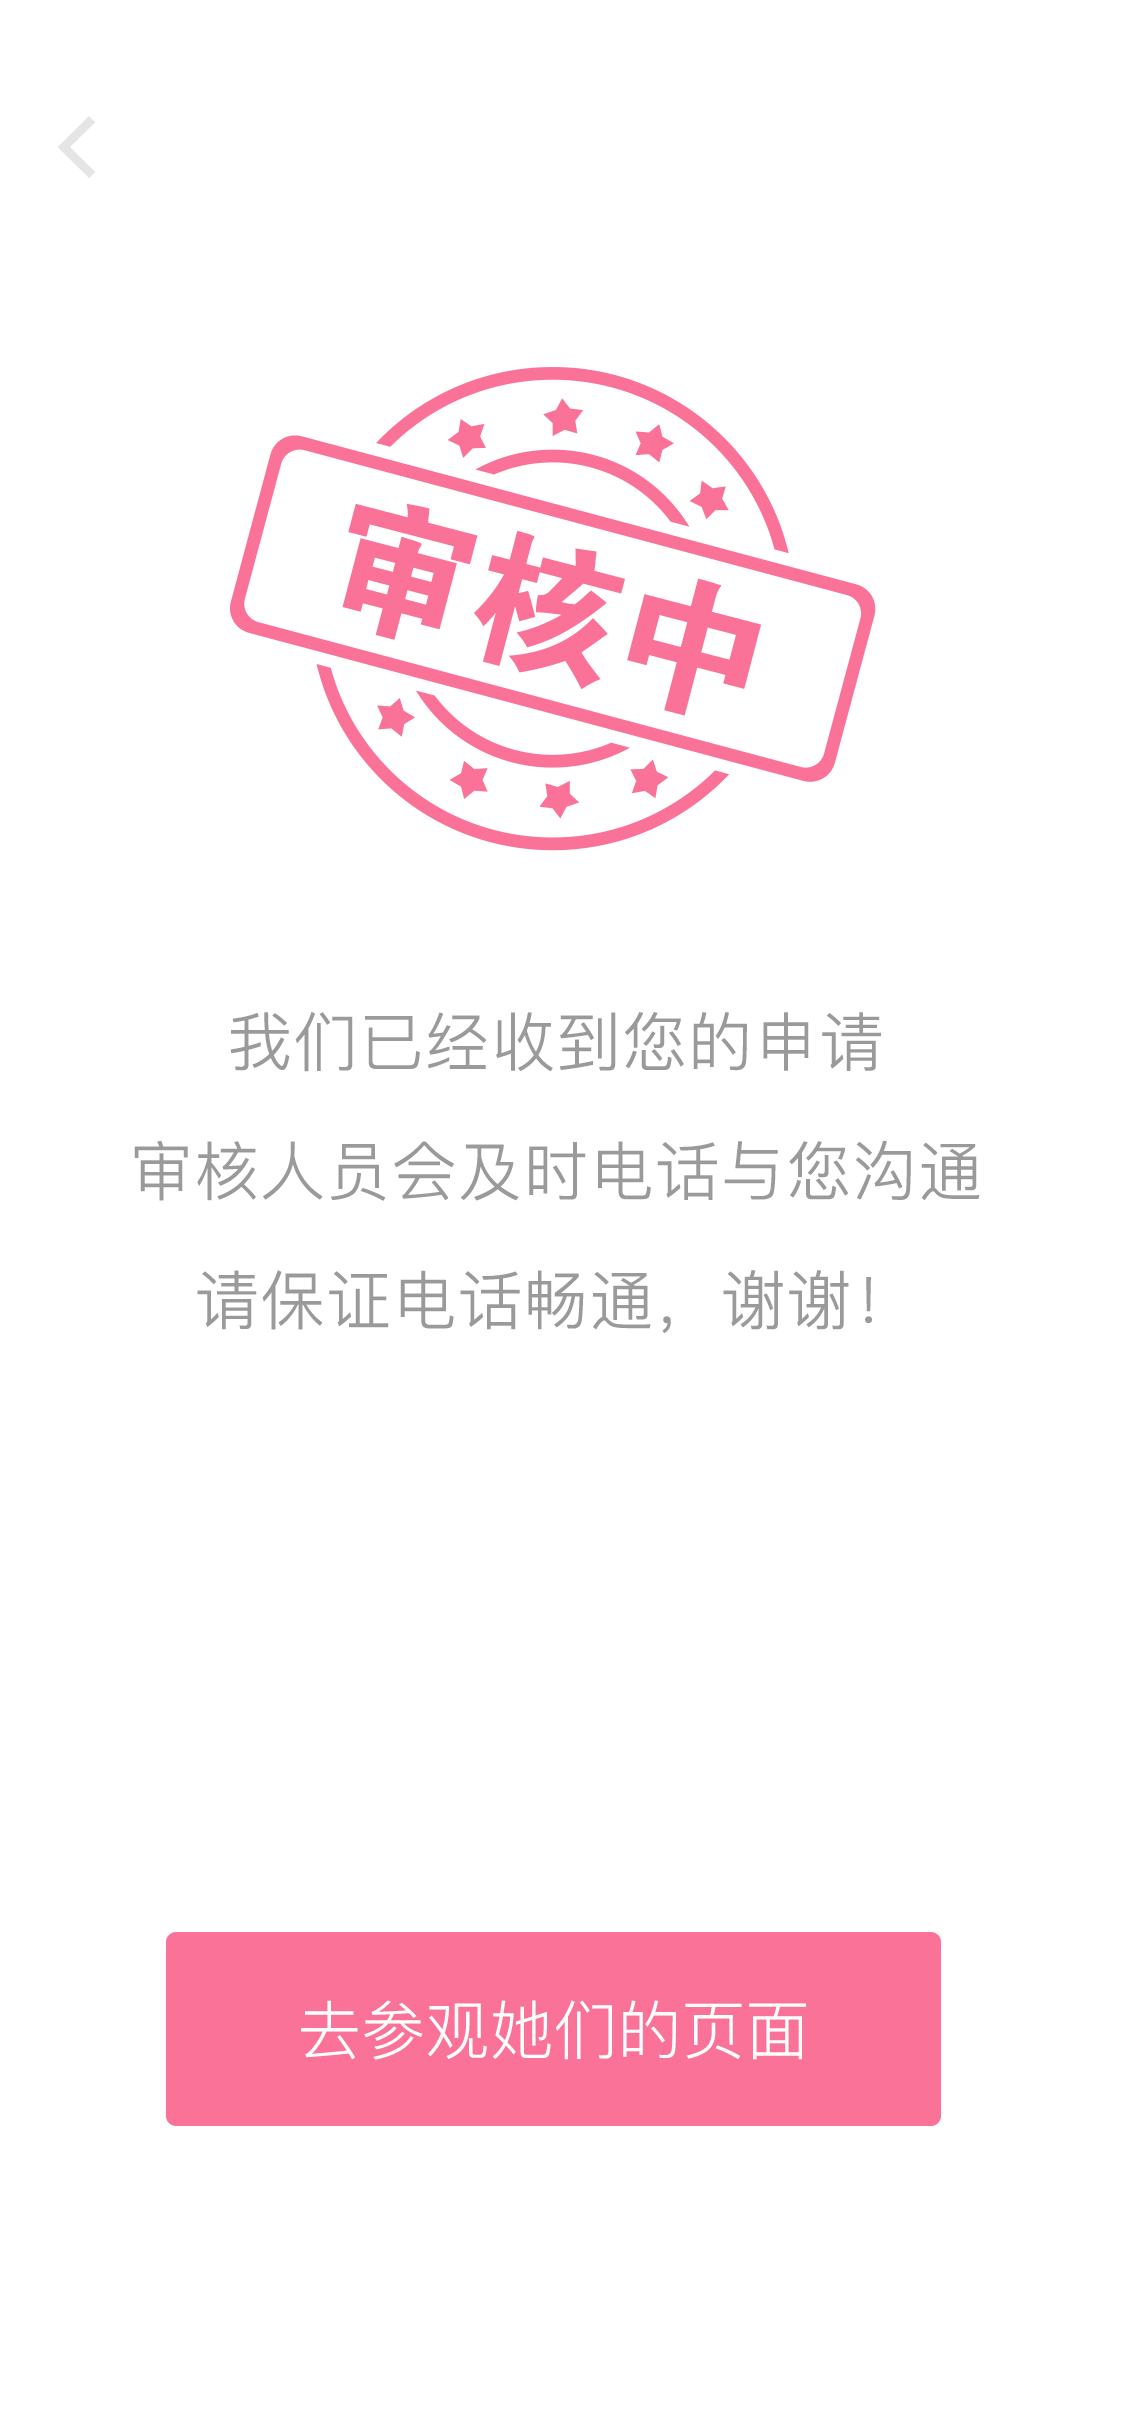 审核中
我们已经收到您的申请
审核人员会及时电话与您沟通
请保证电话畅通，谢谢！
去参观她们的页面